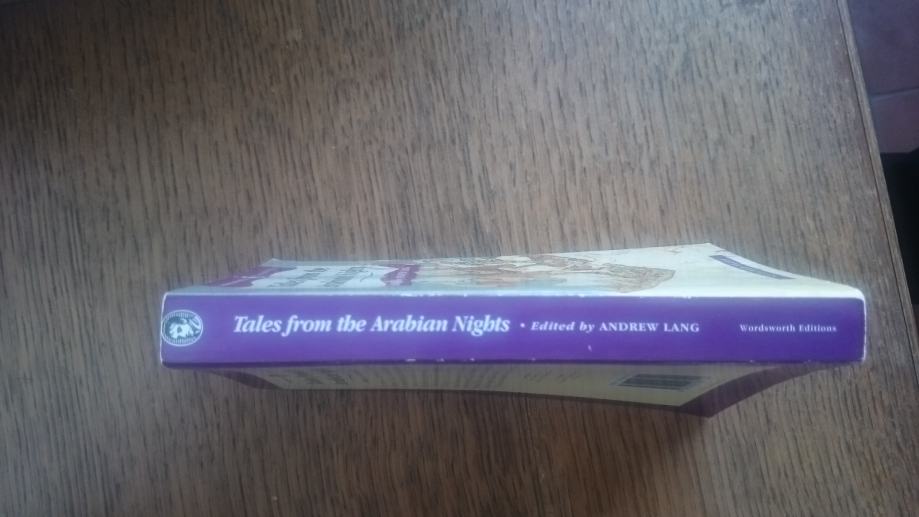 Tales from the Arabian Nights • Edited by ANDREW LANG Wordsworth Editions